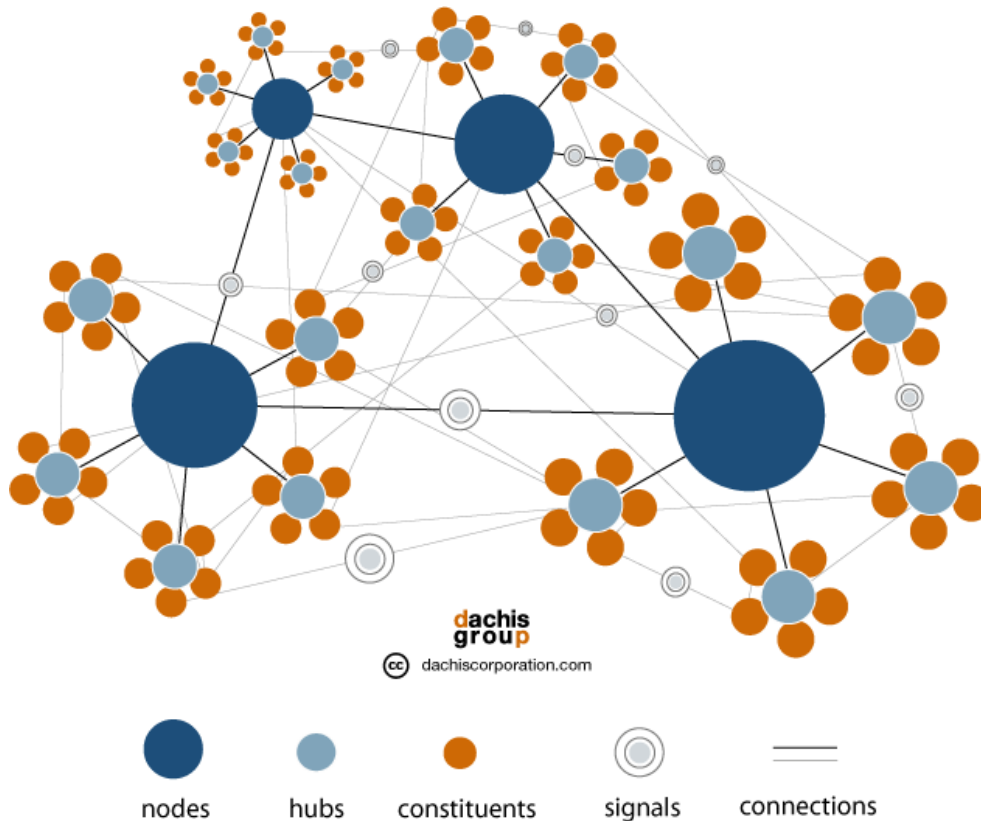 dachis
group
cc dachiscorporation.com
nodes hubs constituents signals connections